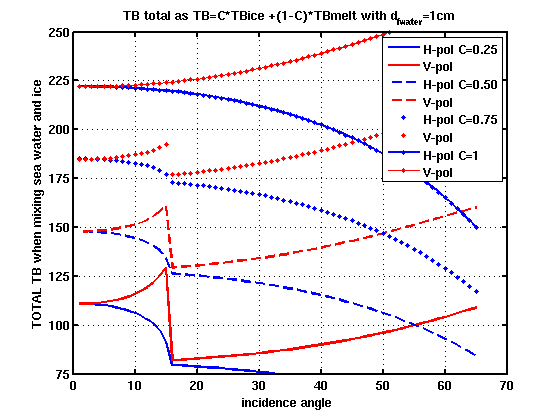 TB total as TB=C*TBice +(1-C)*TBmelt with dfwater=1cm
250
225
200
175
150
125
100
75
TOTAL TB when mixing sea water and ice
H-pol C=0.25
V-pol
H-pol C=0.50
V-pol
H-pol C=0.75
V-pol
H-pol C=1
V-pol
0 10 20 30 40 50 60 70
incidence angle